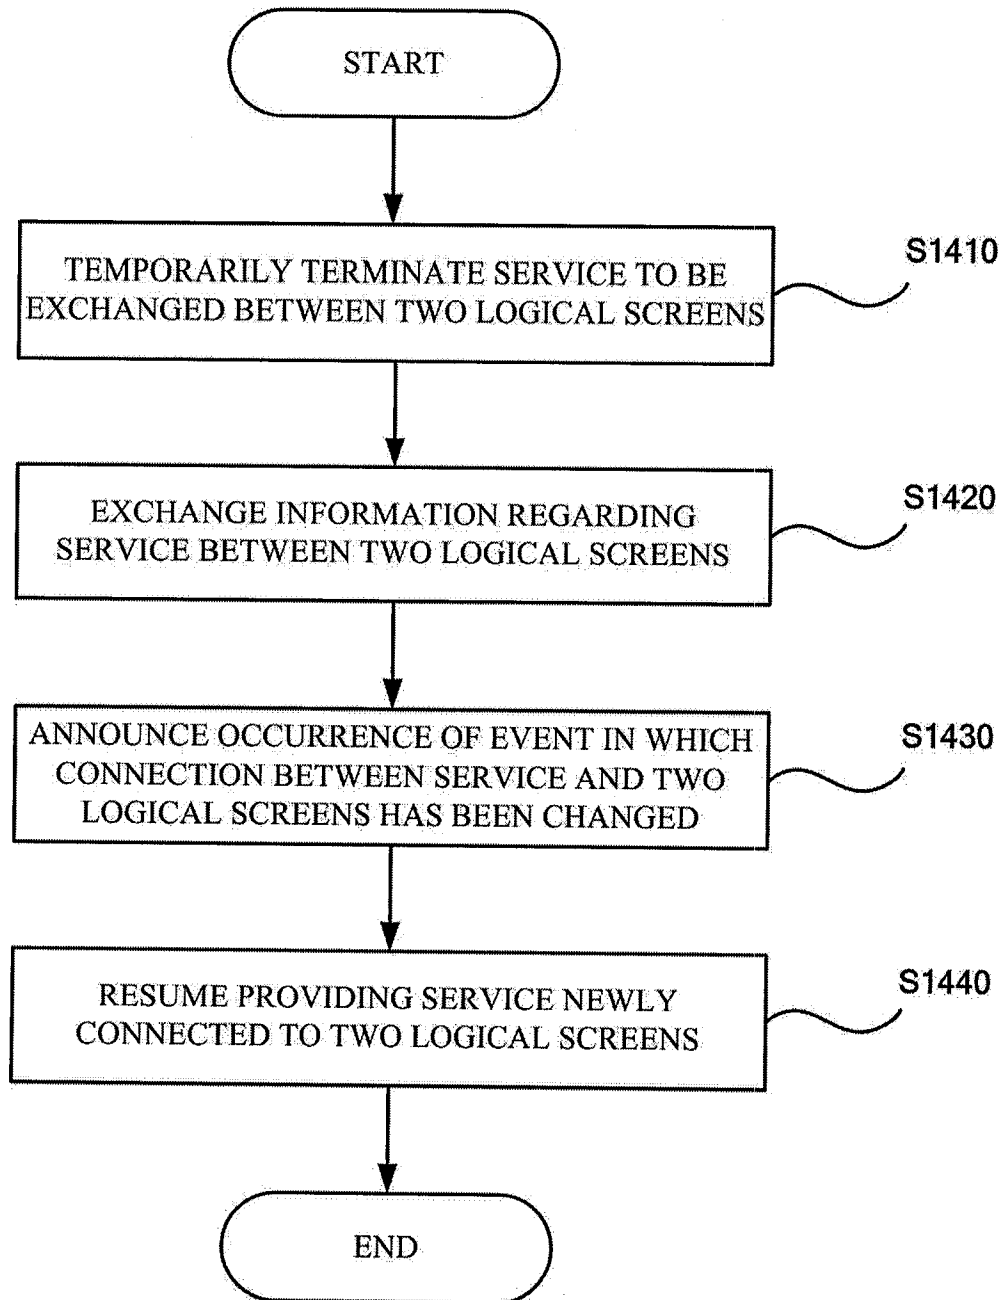 START
TEMPORARILY TERMINATE SERVICE TO BE
EXCHANGED BETWEEN TWO LOGICAL SCREENS
S1410
EXCHANGE INFORMATION REGARDING
SERVICE BETWEEN TWO LOGICAL SCREENS
S1420
ANNOUNCE OCCURRENCE OF EVENT IN WHICH
CONNECTION BETWEEN SERVICE AND TWO
LOGICAL SCREENS HAS BEEN CHANGED
S1430
RESUME PROVIDING SERVICE NEWLY
CONNECTED TO TWO LOGICAL SCREENS
S1440
END